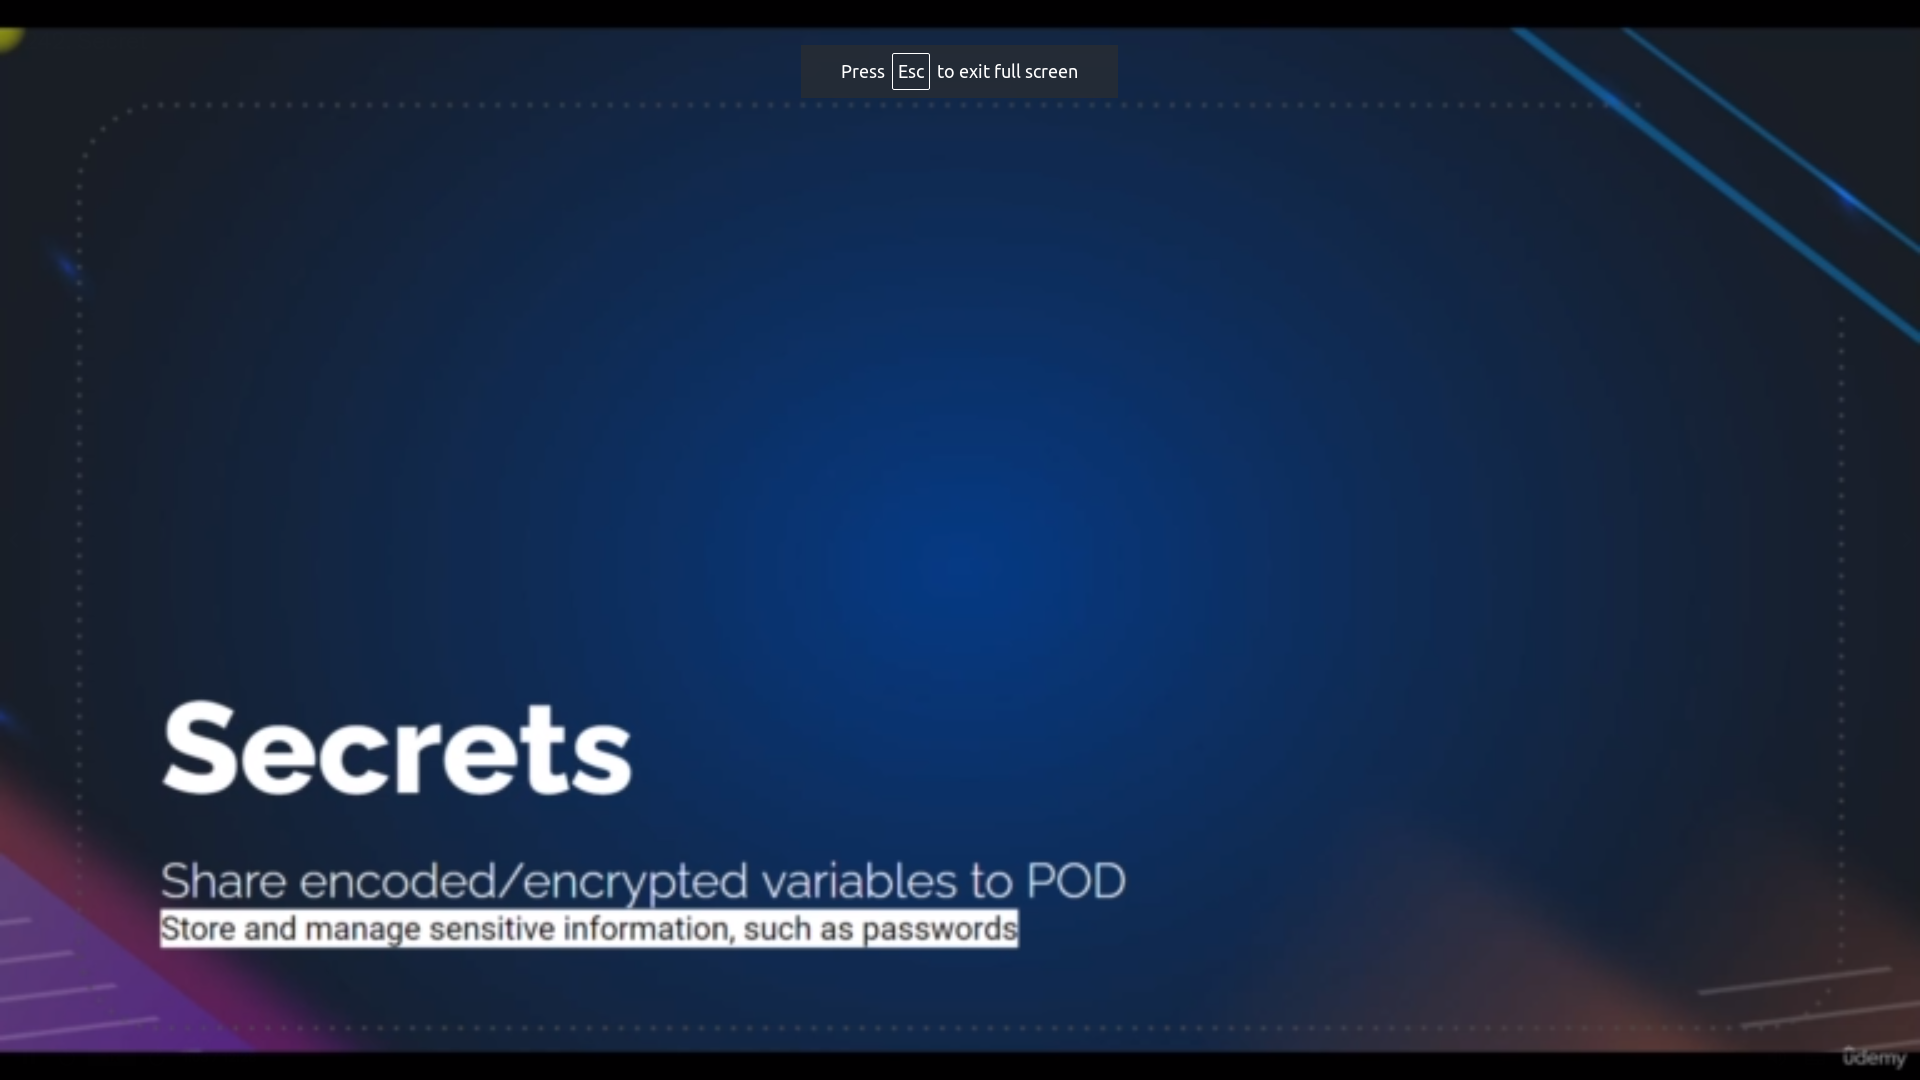 Press Esc to exit full screen
Secrets
Share encoded/encrypted variables to POD
Store and manage sensitive information, such as passwords
ûdemy